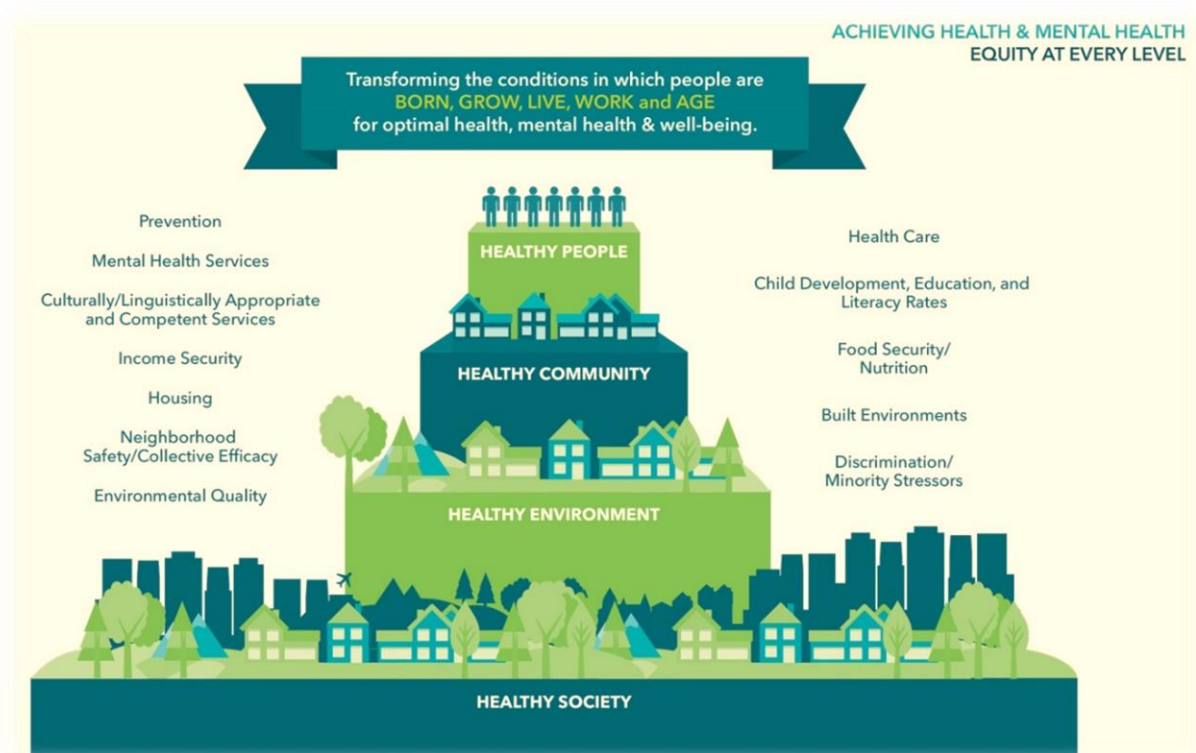 ACHIEVING HEALTH & MENTAL HEALTH
EQUITY AT EVERY LEVEL
Transforming the conditions in which people are
BORN, GROW, LIVE, WORK and AGE
for optimal health, mental health & well-being.
Prevention
Mental Health Services
Culturally/Linguistically Appropriate
and Competent Services
Income Security
Housing
Neighborhood
Safety/Collective Efficacy
Environmental Quality
HEALTHY PEOPLE
HEALTHY COMMUNITY
HEALTHY ENVIRONMENT
HEALTHY SOCIETY
Health Care
Child Development, Education, and
Literacy Rates
Food Security/
Nutrition
Built Environments
Discrimination/
Minority Stressors